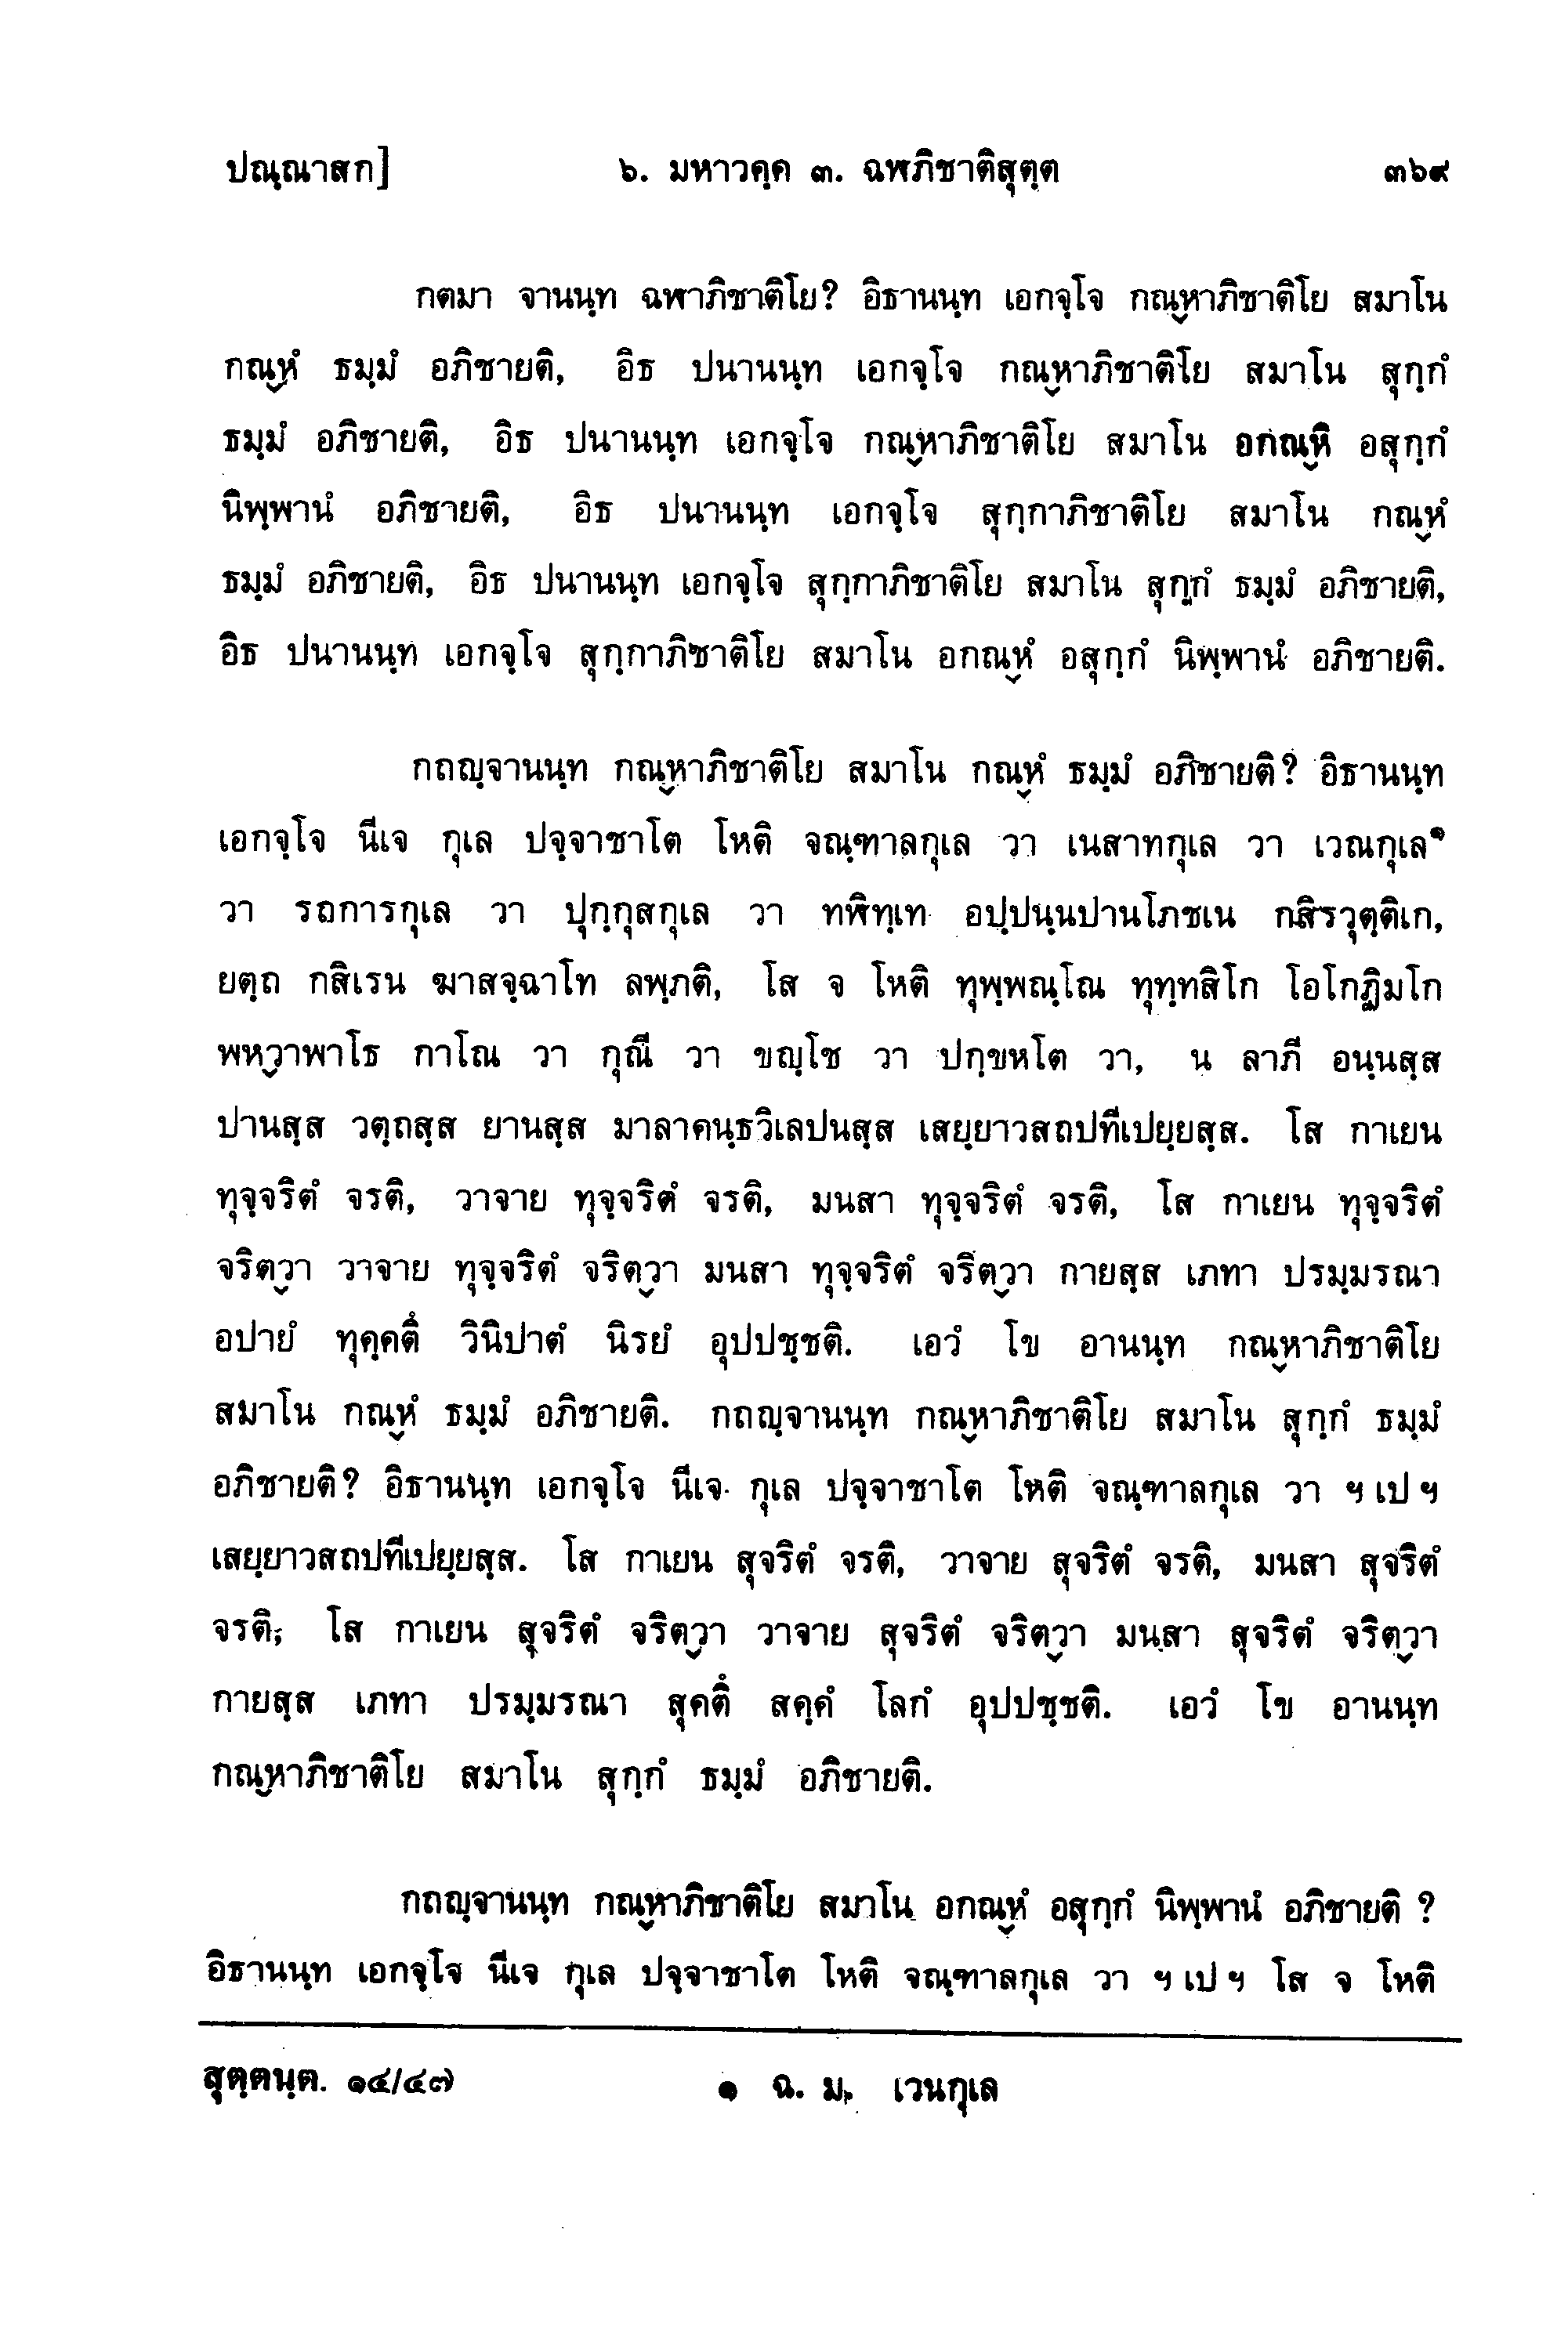 ปณฺณาสก]
๖. มหาวคฺค ๓. ฉฬภิชาติสุตฺต
๓๖๙
กตมา จานนฺท ฉฬาภิชาติโย? อิธานนฺท เอกจฺโจ กณฺหาภิชาติโย สมาโน
กณฺหํ ธมฺมํ อภิชายติ, อิธ ปนานนฺท เอกจฺโจ กณฺหาภิชาติโย สมาโน สุกฺกํ
ธมฺมํ อภิชายติ, อิธ ปนานนฺท เอกจฺโจ กณฺหาภิชาติโย สมาโน อกณฺหํ อสุกฺกํ
นิพฺพานํ อภิชายติ, อิธ ปนานนฺท เอกจฺโจ สุกฺกาภิชาติโย สมาโน กณฺหํ
ธมฺมํ อภิชายติ, อิธ ปนานนฺท เอกจฺโจ สุกฺกาภิชาติโย สมาโน สุกฺกํ ธมฺมํ อภิชายติ,
อิธ ปนานนฺท เอกจฺโจ สุกฺกาภิชาติโย สมาโน อกณฺหํ อสุกฺกํ นิพฺพานํ อภิชายติ.
กถญฺจานนฺท กณฺหาภิชาติโย สมาโน กณฺหํ ธมฺมํ อภิชายติ? อิธานนฺท
เอกจฺโจ นีเจ กุเล ปจฺจาชาโต โหติ จณฺฑาลกุเล วา เนสาทกุเล วา เวณกุเล๑
วา รถการกุเล วา ปุกฺกุสกุเล วา ทฬิทฺเท อปฺปนฺนปานโภชเน กสิรวุตฺติเก,
ยตฺถ กสิเรน ฆาสจฺฉาโท ลพฺภติ, โส จ โหติ ทุพฺพณฺโณ ทุทฺทสิโก โอโกฏิมโก
พหฺวาพาโธ กาโณ วา กุณี วา ขญฺโช วา ปกฺขหโต วา, น ลาภี อนฺนสฺส
ปานสฺส วตฺถสฺส ยานสฺส มาลาคนฺธวิเลปนสฺส เสยฺยาวสถปทีเปยฺยสฺส. โส กาเยน
ทุจฺจริตํ จรติ, วาจาย ทุจฺจริตํ จรติ, มนสา ทุจฺจริตํ จรติ, โส กาเยน ทุจฺจริตํ
จริตฺวา วาจาย ทุจฺจริตํ จริตฺวา มนสา ทุจฺจริตํ จริตฺวา กายสฺส เภทา ปรมฺมรณา
อปายํ ทุคฺคตึ วินิปาตํ นิรยํ อุปปชฺชติ. เอวํ โข อานนฺท กณฺหาภิชาติโย
สมาโน กณฺหํ ธมฺมํ อภิชายติ. กถญฺจานนฺท กณฺหาภิชาติโย สมาโน สุกฺกํ ธมฺมํ
อภิชายติ? อิธานนฺท เอกจฺโจ นีเจ กุเล ปจฺจาชาโต โหติ จณฺฑาลกุเล วา ฯ เป ฯ
เสยฺยาวสถปทีเปยฺยสฺส. โส กาเยน สุจริตํ จรติ, วาจาย สุจริตํ จรติ, มนสา สุจริตํ
จรติ, โส กาเยน สุจริตํ จริตฺวา วาจาย สุจริตํ จริตฺวา มนสา สุจริตํ จริตฺวา
กายสฺส เภทา ปรมฺมรณา สุคตึ สคฺคํ โลกํ อุปปชฺชติ. เอวํ โข อานนฺท
กณฺหาภิชาติโย สมาโน สุกฺกํ ธมฺมํ อภิชายติ.
กถญฺจานนฺท กณฺหาภิชาติโย สมาโน อกณฺหํ อสุกฺกํ นิพฺพานํ อภิชายติ ?
อิธานนฺท เอกจฺโจ นีเจ กุเล ปจฺจาชาโต โหติ จณฺฑาลกุเล วา ฯ เป ฯ โส จ โหติ
สุตฺตนฺต. ๑๔/๔๗
๑ ฉ. ม. เวนกุเล